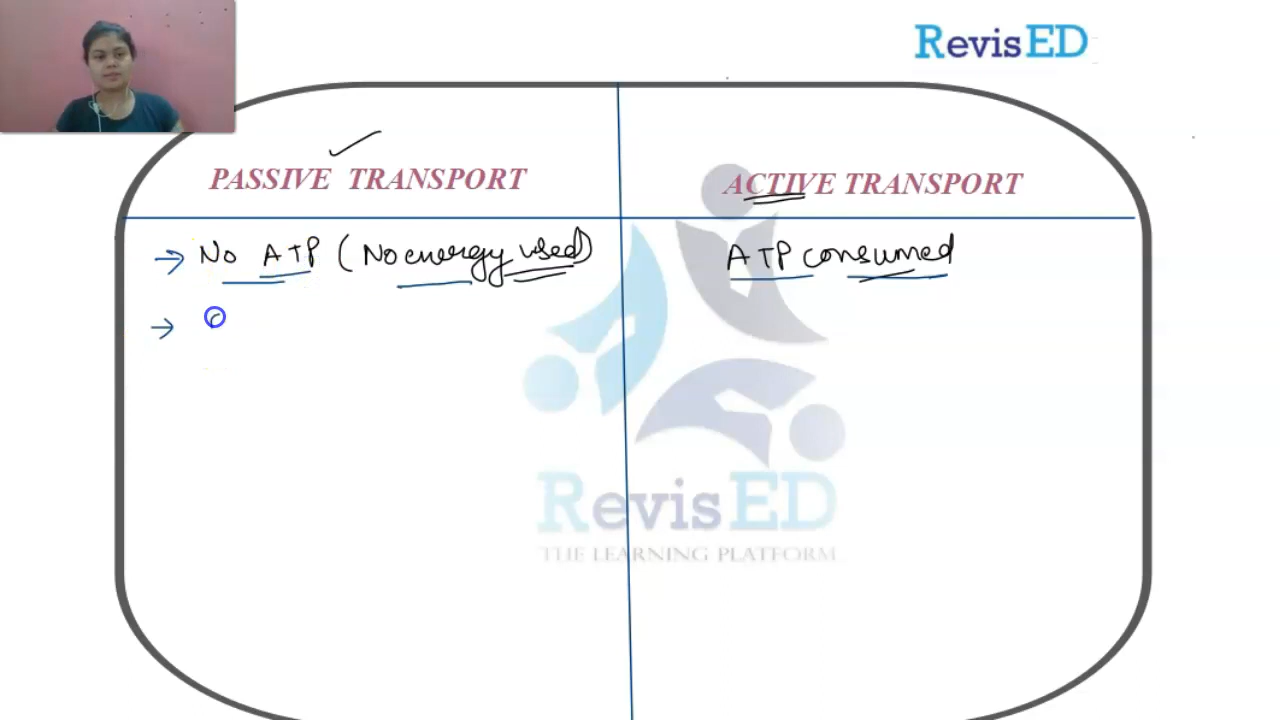 RevisED
PASSIVE TRANSPORT
ACTIVE TRANSPORT
→ No ATP (No energy used)
ATP consumed
→
RevisED
THE LEARNING PLATFORM